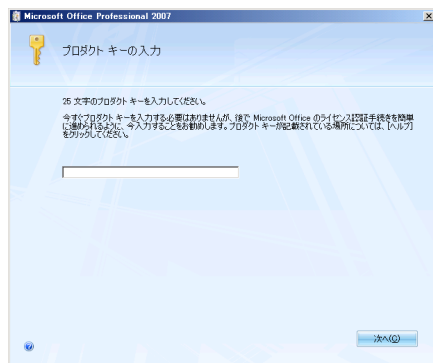 Microsoft Office Professional 2007
プロダクト キーの入力
25 文字のプロダクト キーを入力してください。
今すぐプロダクト キーを入力する必要はありませんが、後で Microsoft Office のライセンス認証手続きを簡単
に進められるように、今入力することをお勧めします。プロダクト キーが記載されている場所については、[ヘルプ]
をクリックしてください。
次へ(C)